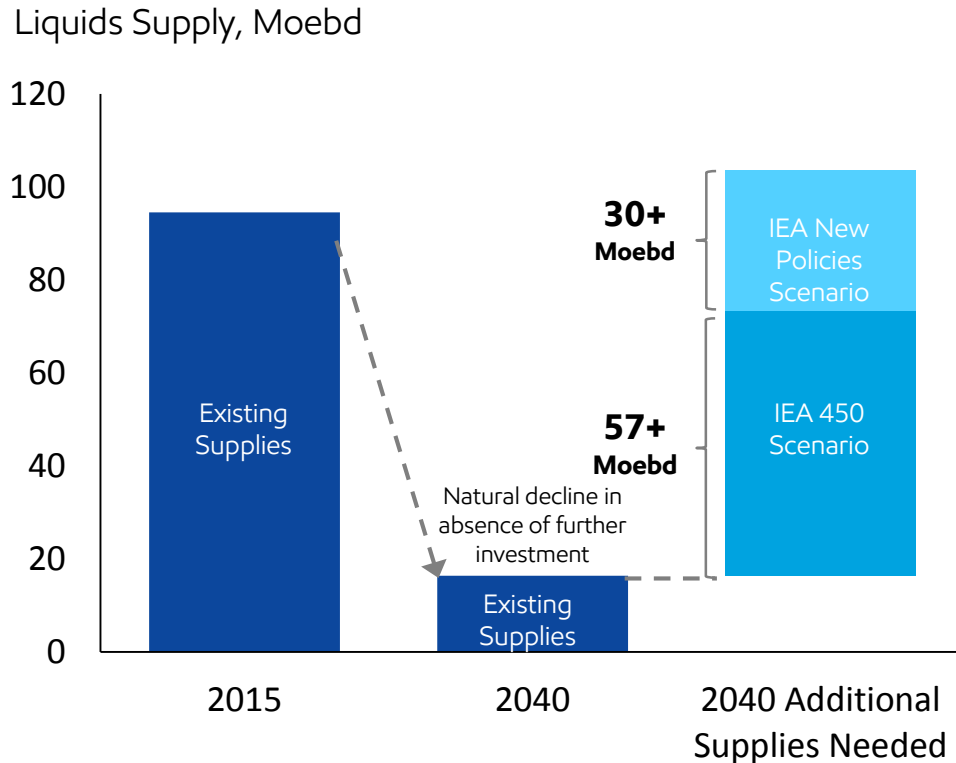 Liquids Supply, Moebd
120
100
80
60
40
20
0
Existing
Supplies
Natural decline in
absence of further
investment
Existing
Supplies
30+
Moebd
57+
Moebd
IEA New
Policies
Scenario
IEA 450
Scenario
2015
2040
2040 Additional
Supplies Needed